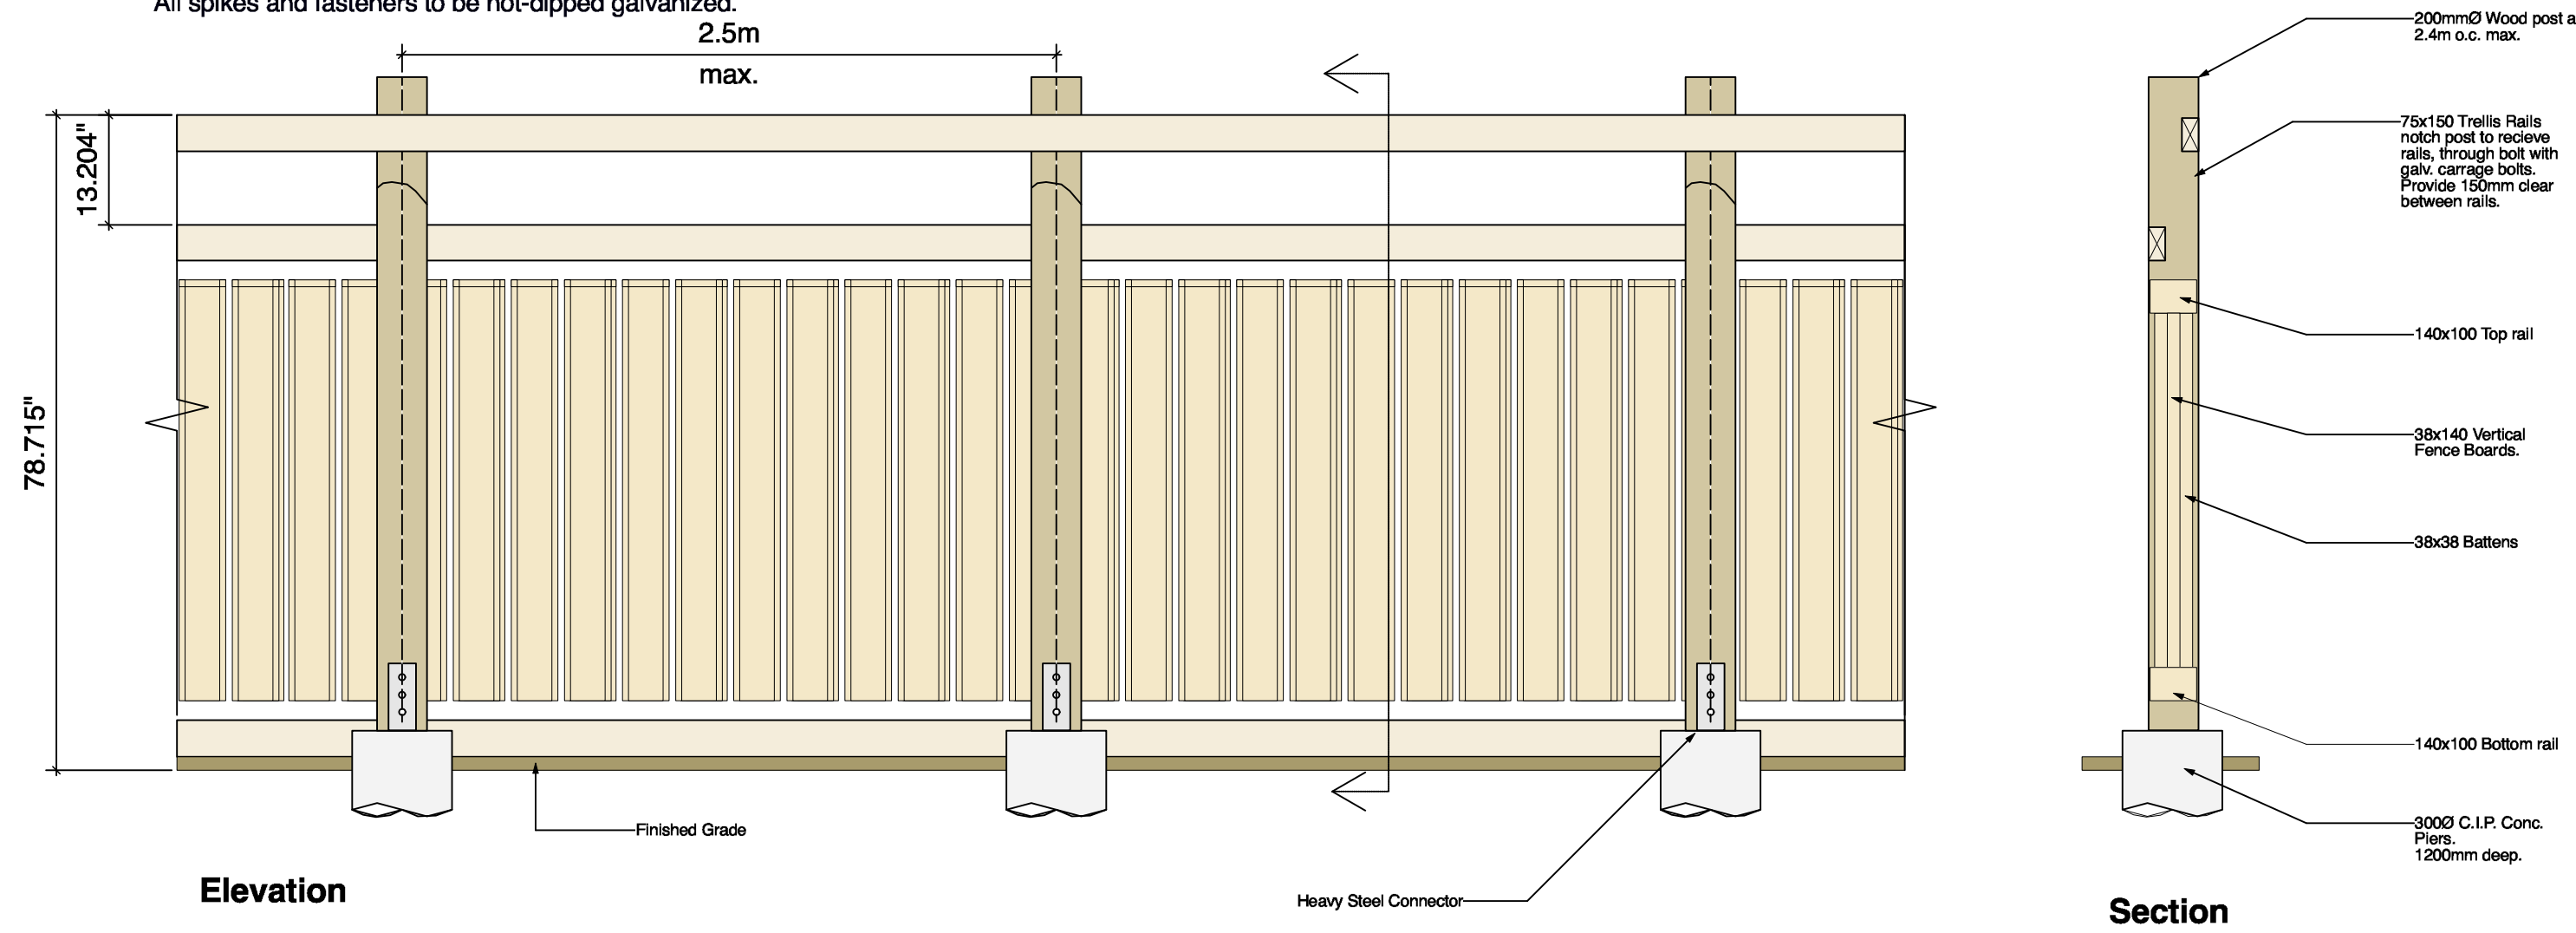 All spikes and fasteners to be hot-dipped galvanized.
2.5m
max.
13.204"
78.715"
Finished Grade
Heavy Steel Connector
Elevation
200mmØ Wood post a
2.4m o.c. max.
75x150 Trellis Rails
notch post to recieve
rails, through bolt with
galv. carrage bolts.
Provide 150mm clear
between rails.
140x100 Top rail
38x140 Vertical
Fence Boards.
38x38 Battens
140x100 Bottom rail
300Ø C.I.P. Conc.
Piers.
1200mm deep.
Section